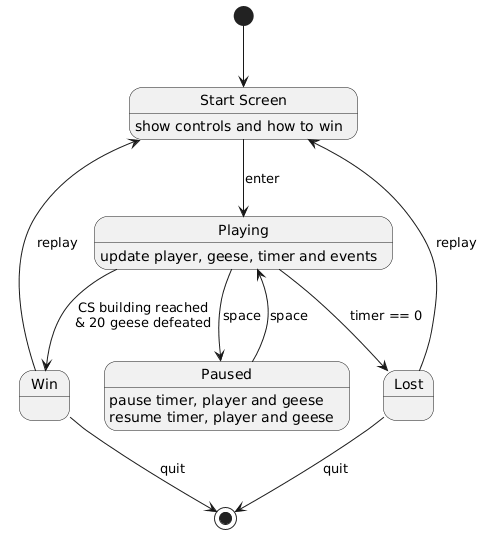 Start Screen
show controls and how to win
enter
replay
replay
Playing
update player, geese, timer and events
CS building reached
& 20 geese defeated
space
space
timer == 0
Win
Paused
pause timer, player and geese
resume timer, player and geese
Lost
quit
quit